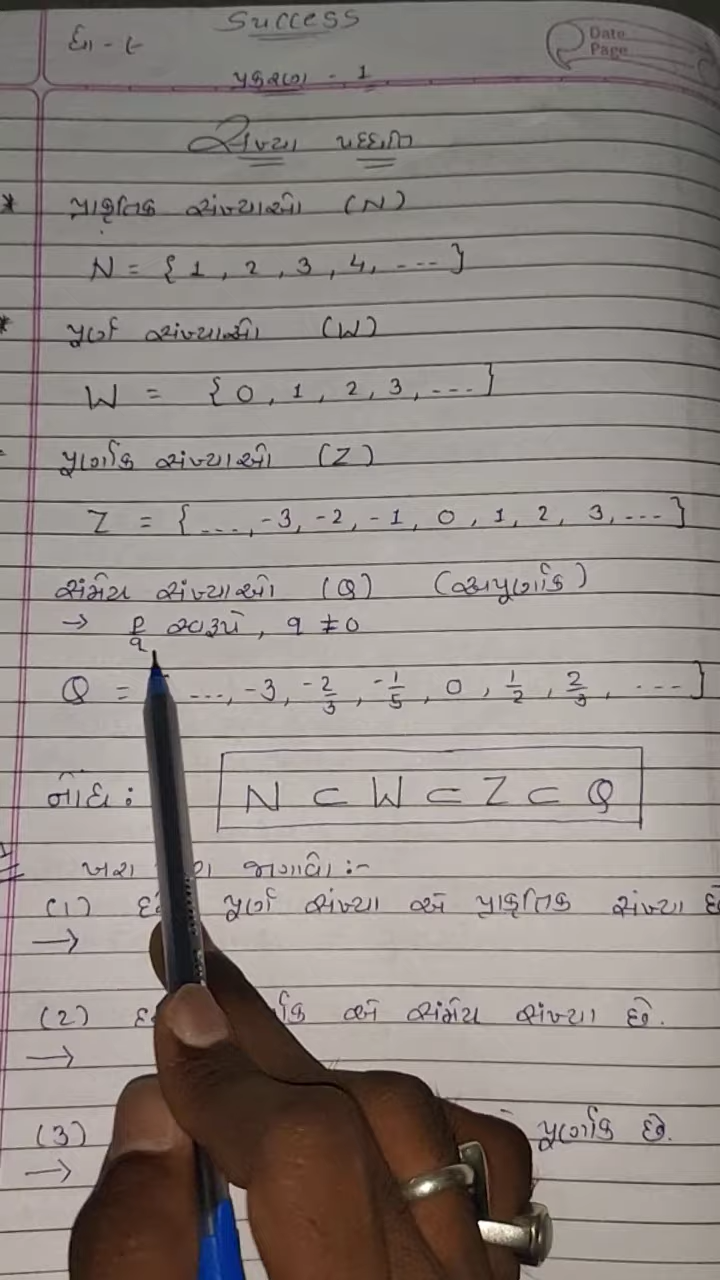 Success
ધો - ૯
Date
Page
પ્રકરણ - 1
સંખ્યા પદ્ધતિ
* પ્રાકૃતિક સંખ્યાઓ (N)
N = { 1 , 2 , 3 , 4, --- }
* પુર્ણ સંખ્યાઓ (W)
W = { 0 , 1 , 2 , 3 , --- }
પુર્ણાંક સંખ્યાઓ (Z)
Z = { ..., -3, -2, -1, 0, 1, 2, 3, --- }
સંમેય સંખ્યાઓ (Q) (અપુર્ણાંક)
→ p/q સ્વરૂપે, q ≠ 0
Q = ..., -3, -2/3, -1/5, 0, 1/2, 2/3, --- }
નોંધ: N ⊂ W ⊂ Z ⊂ Q
જણાવો :-
(1) પુર્ણ સંખ્યા એ પ્રાકૃતિક સંખ્યા
→
(2) એ સંમેય સંખ્યા છે.
→
(3) પુર્ણાંક છે.
→